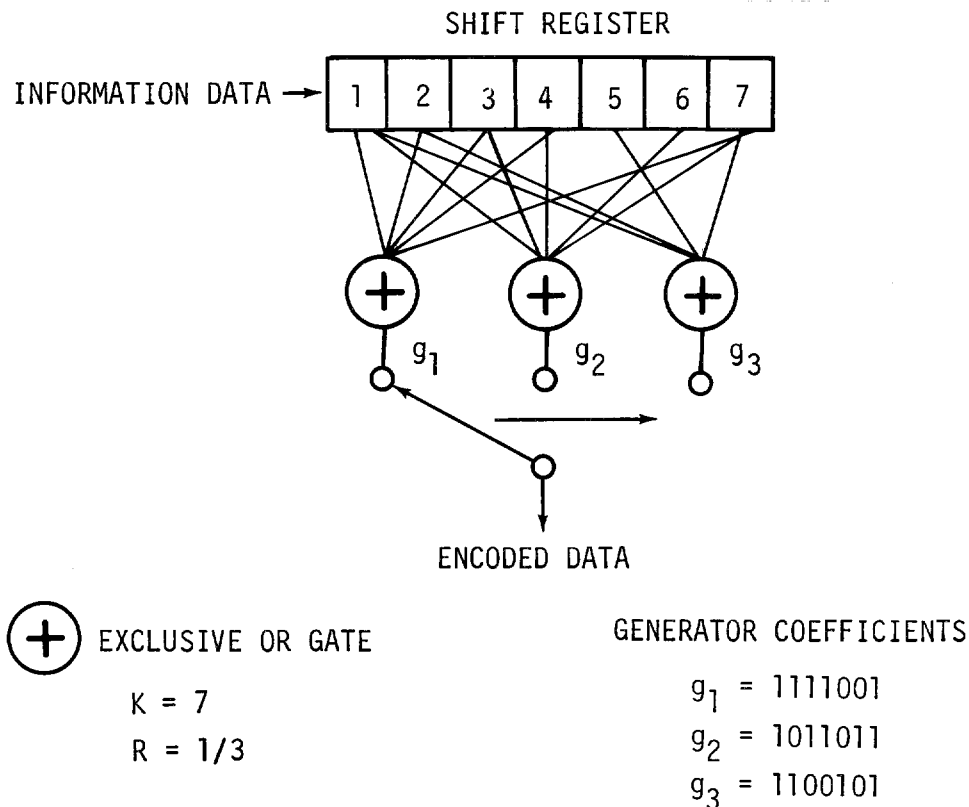 SHIFT REGISTER
INFORMATION DATA
1 2 3 4 5 6 7
+ + +
g1 g2 g3
ENCODED DATA
+ EXCLUSIVE OR GATE
K = 7
R = 1/3
GENERATOR COEFFICIENTS
g1 = 1111001
g2 = 1011011
g3 = 1100101